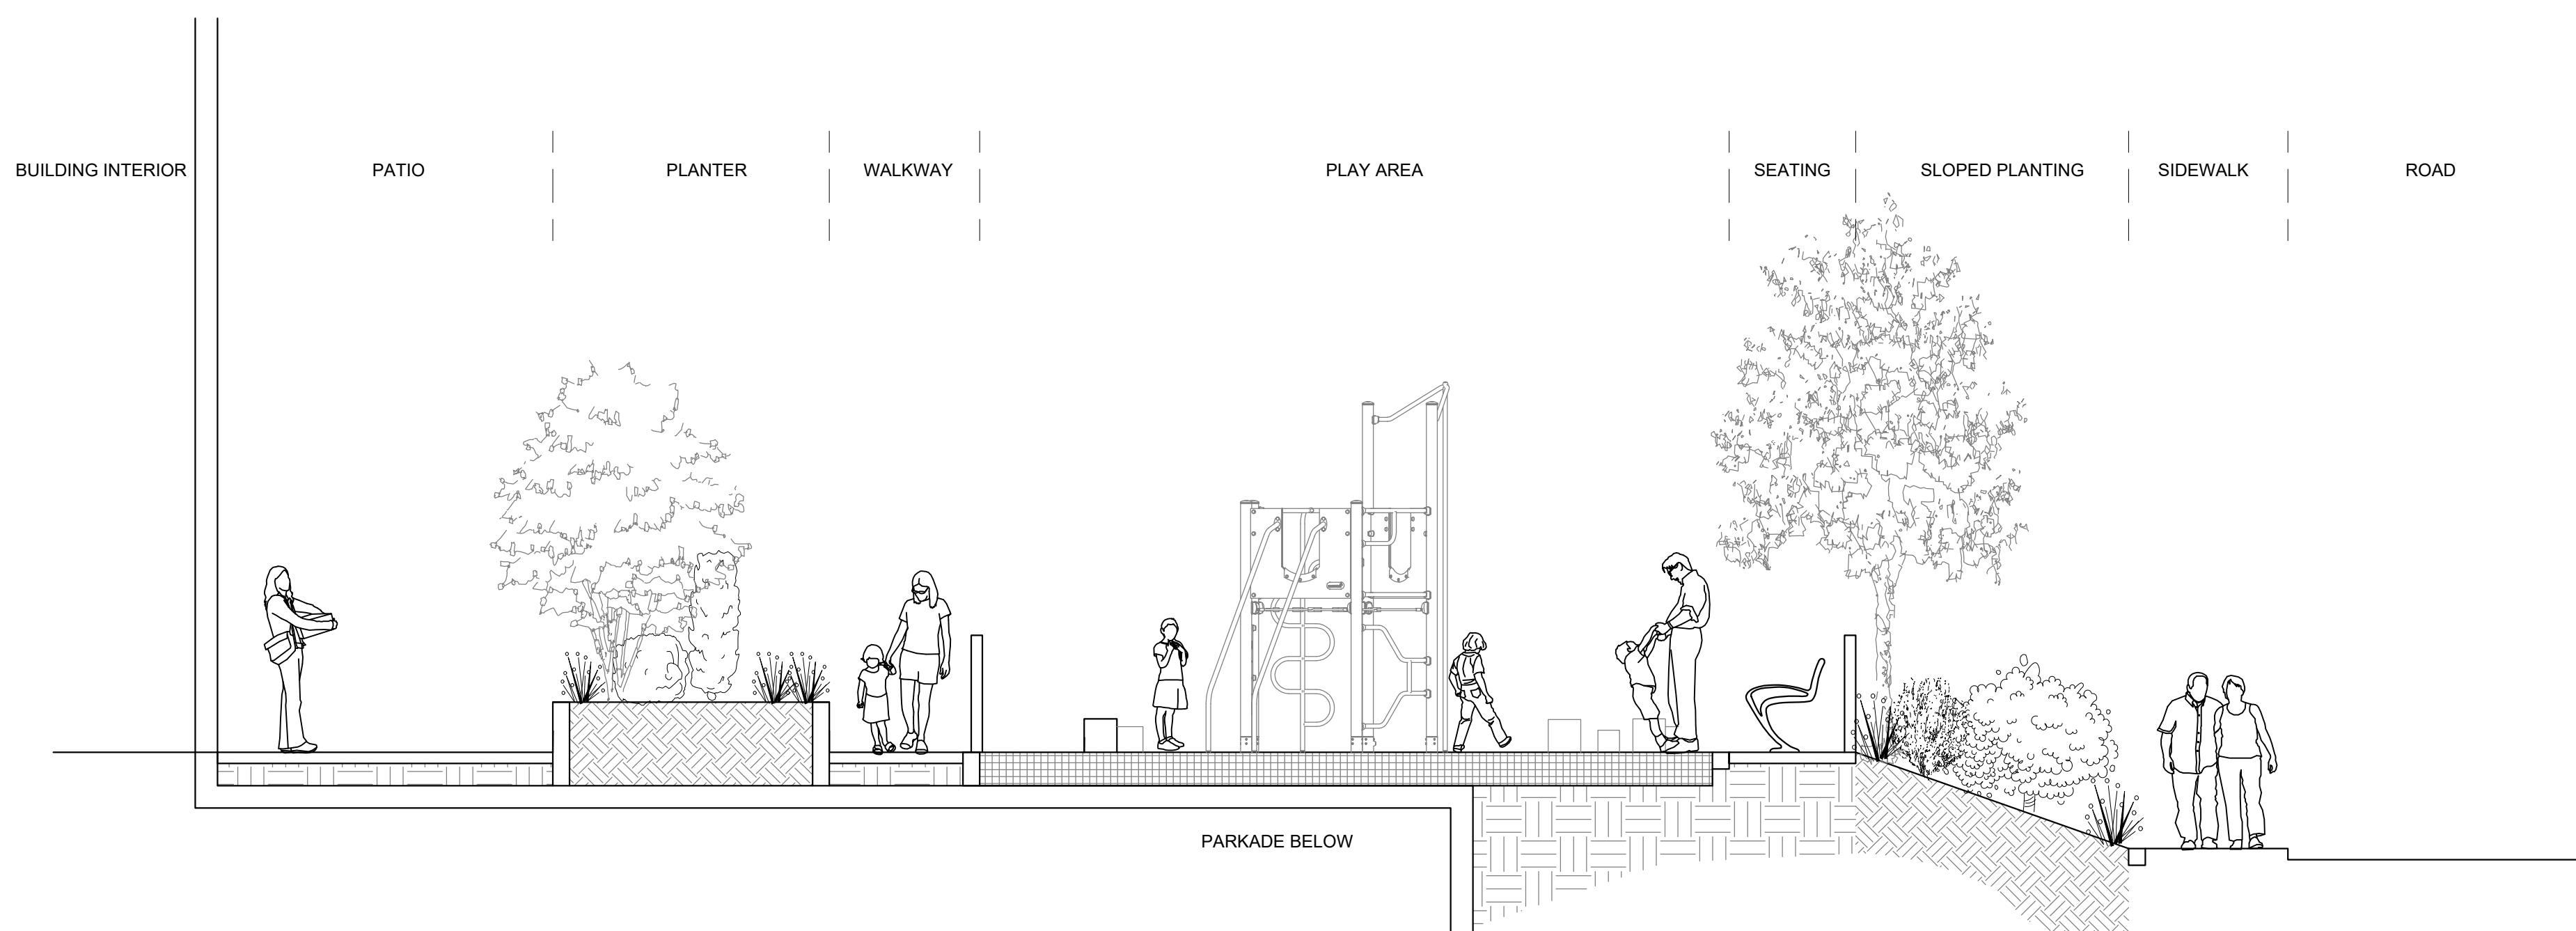 BUILDING INTERIOR
PATIO
PLANTER
WALKWAY
PLAY AREA
SEATING
SLOPED PLANTING
SIDEWALK
ROAD
PARKADE BELOW